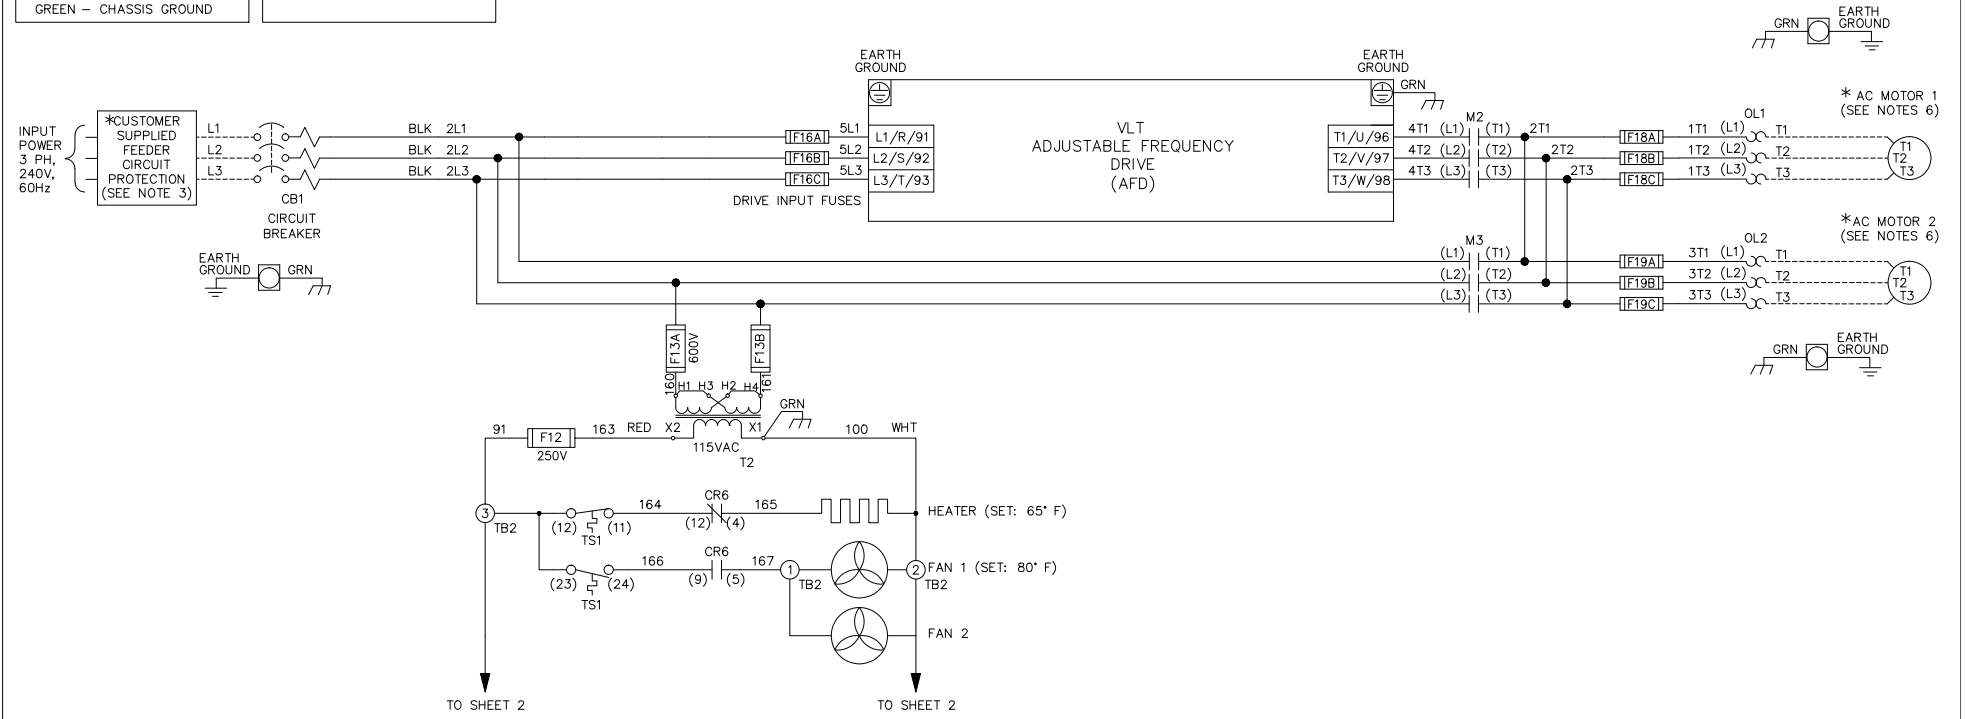 GREEN – CHASSIS GROUND
GRN
EARTH
GROUND
EARTH
GROUND
EARTH
GROUND
GRN
INPUT
POWER
3 PH,
240V,
60Hz
*CUSTOMER
SUPPLIED
FEEDER
CIRCUIT
PROTECTION
(SEE NOTE 3)
L1
L2
L3
CB1
CIRCUIT
BREAKER
BLK 2L1
BLK 2L2
BLK 2L3
F16A
F16B
F16C
5L1
5L2
5L3
DRIVE INPUT FUSES
L1/R/91
L2/S/92
L3/T/93
VLT
ADJUSTABLE FREQUENCY
DRIVE
(AFD)
T1/U/96
T2/V/97
T3/W/98
4T1 (L1)
4T2 (L2)
4T3 (L3)
M2
(T1)
(T2)
(T3)
2T1
2T2
2T3
F18A
F18B
F18C
1T1 (L1)
1T2 (L2)
1T3 (L3)
OL1
T1
T2
T3
* AC MOTOR 1
(SEE NOTES 6)
T1
T2
T3
EARTH
GROUND
GRN
M3
(L1) (T1)
(L2) (T2)
(L3) (T3)
F19A
F19B
F19C
3T1 (L1)
3T2 (L2)
3T3 (L3)
OL2
T1
T2
T3
*AC MOTOR 2
(SEE NOTES 6)
T1
T2
T3
GRN
EARTH
GROUND
F13A
600V
F13B
160
161
H1 H3 H2 H4
GRN
91
F12
250V
163 RED X2
X1
100 WHT
115VAC
T2
3
TB2
(12) (11)
TS1
164
CR6
(12) (4)
165
HEATER (SET: 65° F)
(23) (24)
TS1
166
CR6
(9) (5)
167
1
TB2
2
TB2
FAN 1 (SET: 80° F)
FAN 2
TO SHEET 2
TO SHEET 2